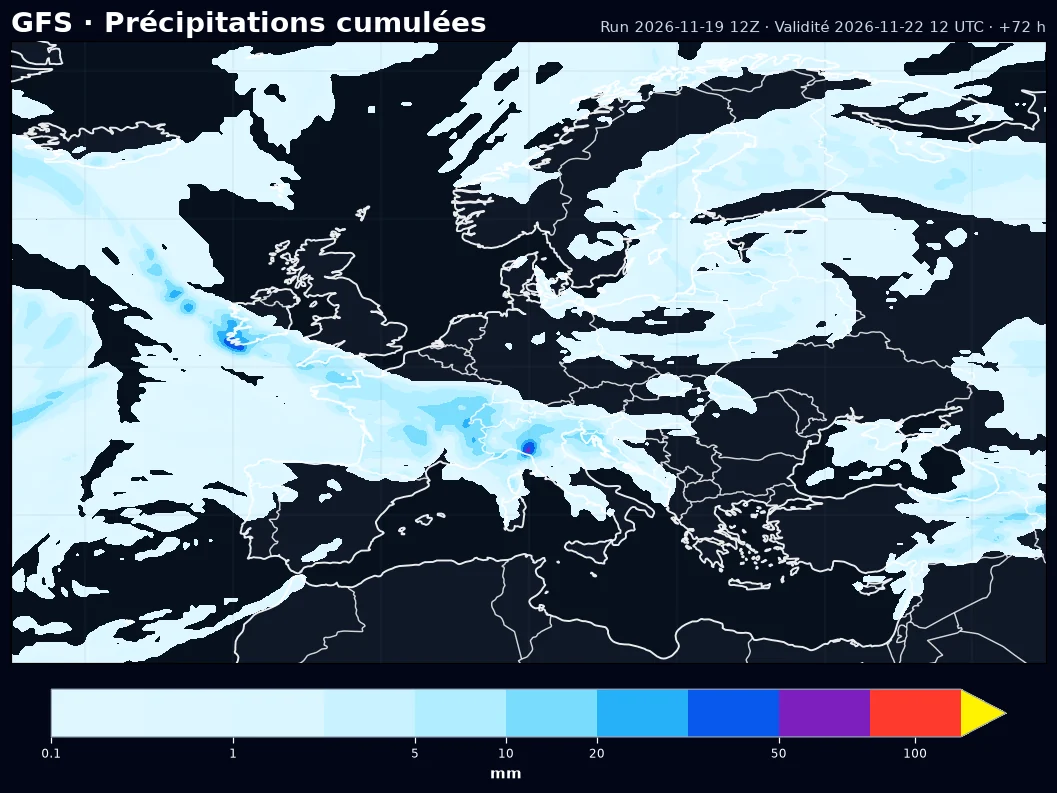 GFS · Précipitations cumulées
Run 2026-11-19 12Z · Validité 2026-11-22 12 UTC · +72 h
0.1 1 5 10 20 50 100
mm